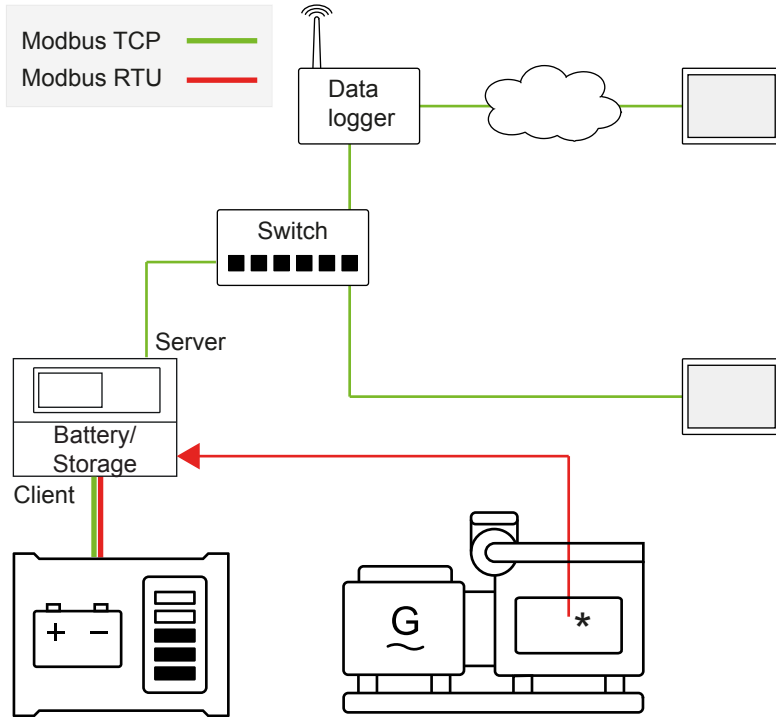 Modbus TCP
Modbus RTU
Data
logger
Switch
Server
Battery/
Storage
Client
+ −
G
~
*